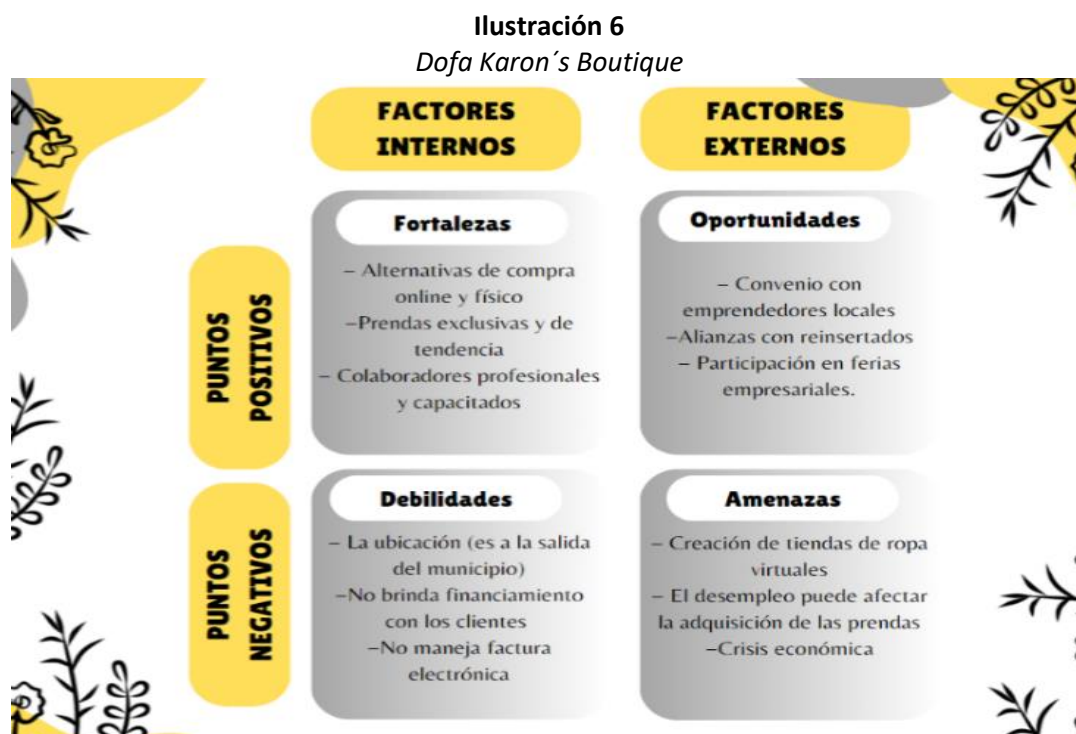 Ilustración 6
Dofa Karon´s Boutique
FACTORES
INTERNOS
FACTORES
EXTERNOS
PUNTOS
POSITIVOS
Fortalezas
– Alternativas de compra
online y físico
–Prendas exclusivas y de
tendencia
– Colaboradores profesionales
y capacitados
Oportunidades
– Convenio con
emprendedores locales
–Alianzas con reinsertados
– Participación en ferias
empresariales.
PUNTOS
NEGATIVOS
Debilidades
– La ubicación (es a la salida
del municipio)
–No brinda financiamiento
con los clientes
–No maneja factura
electrónica
Amenazas
– Creación de tiendas de ropa
virtuales
– El desempleo puede afectar
la adquisición de las prendas
–Crisis económica